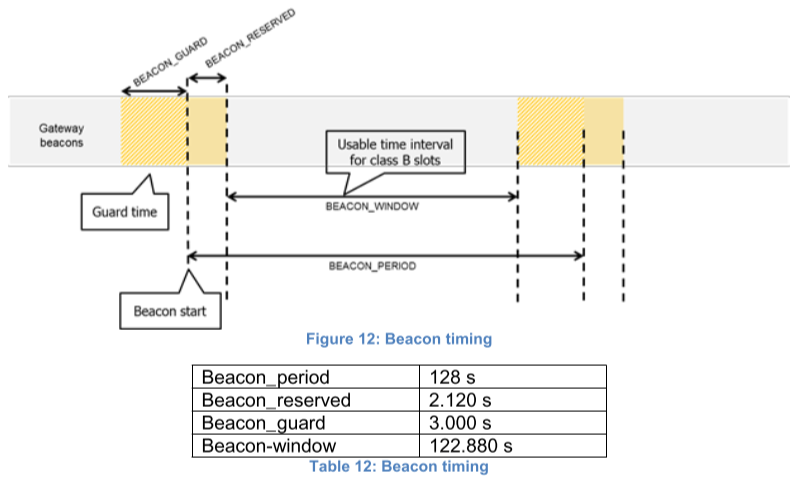 BEACON_GUARD
BEACON_RESERVED
Gateway
beacons
Usable time interval
for class B slots
Guard time
BEACON_WINDOW
BEACON_PERIOD
Beacon start
Figure 12: Beacon timing
Beacon_period 128 s
Beacon_reserved 2.120 s
Beacon_guard 3.000 s
Beacon-window 122.880 s
Table 12: Beacon timing